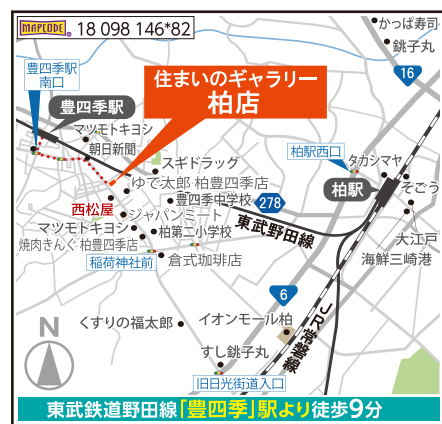 MAPCODE® 18 098 146*82
かっぱ寿司
銚子丸
16
豊四季駅
南口
住まいのギャラリー
柏店
豊四季駅
マツモトキヨシ
朝日新聞
スギドラッグ
柏駅西口
タカシマヤ
柏駅
そごう
ゆで太郎 柏豊四季店
西松屋
豊四季中学校
278
ジャパンミート
東武野田線
マツモトキヨシ
柏第二小学校
焼肉きんぐ 柏豊四季店
大江戸
海鮮三崎港
稲荷神社前
倉式珈琲店
6
JR常磐線
N
くすりの福太郎
イオンモール柏
すし銚子丸
旧日光街道入口
東武鉄道野田線「豊四季」駅より徒歩9分